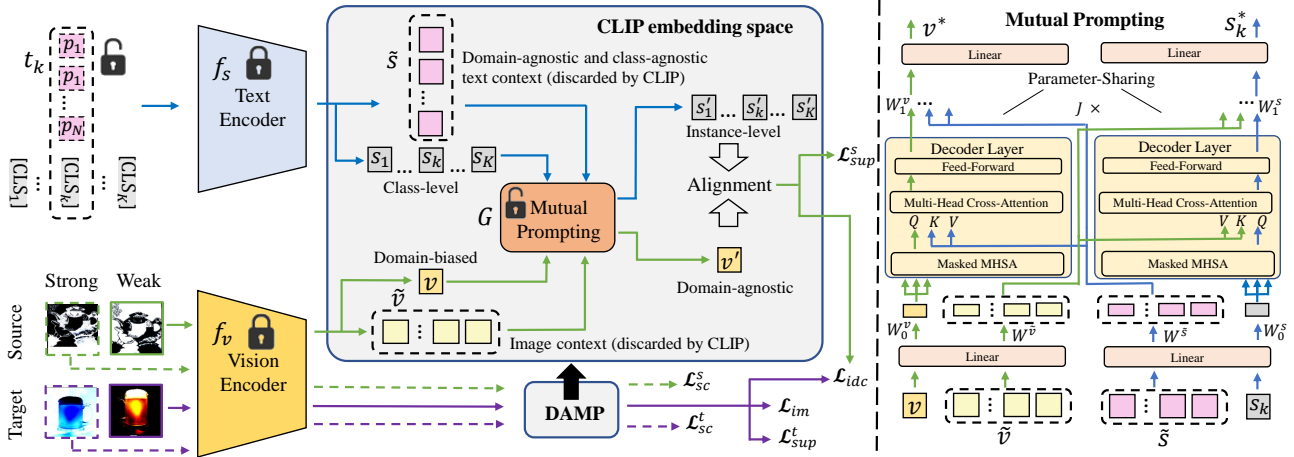 CLIP embedding space
t_k
p_1
p_1
p_N
[CLS_1]
...
[CLS_k]
...
[CLS_k]
f_s
Text
Encoder
s̃
Domain-agnostic and class-agnostic
text context (discarded by CLIP)
s_1 ... s_k ... s_K
Class-level
s'_1 ... s'_k ... s'_K
Instance-level
Alignment
G
Mutual
Prompting
v'
Domain-agnostic
Domain-biased
v
ṽ
Image context (discarded by CLIP)
Strong Weak
Source
Target
f_v
Vision
Encoder
DAMP
ℒ^s_sup
ℒ_idc
ℒ^s_sc
ℒ^t_sc
ℒ_im
ℒ^t_sup
Mutual Prompting
v*
s*_k
Linear
Linear
Parameter-Sharing
W^v_1 ...
J ×
... W^s_1
Decoder Layer
Feed-Forward
Multi-Head Cross-Attention
Q K V
Masked MHSA
Decoder Layer
Feed-Forward
Multi-Head Cross-Attention
V K Q
Masked MHSA
W^v_0
W^ṽ
W^s̃
W^s_0
Linear
Linear
v
ṽ
s̃
s_k